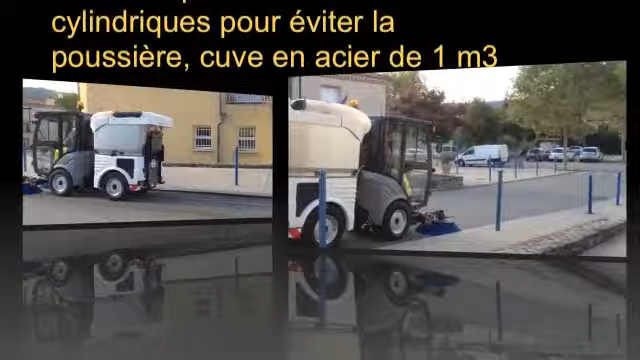 cylindriques pour éviter la
poussière, cuve en acier de 1 m3